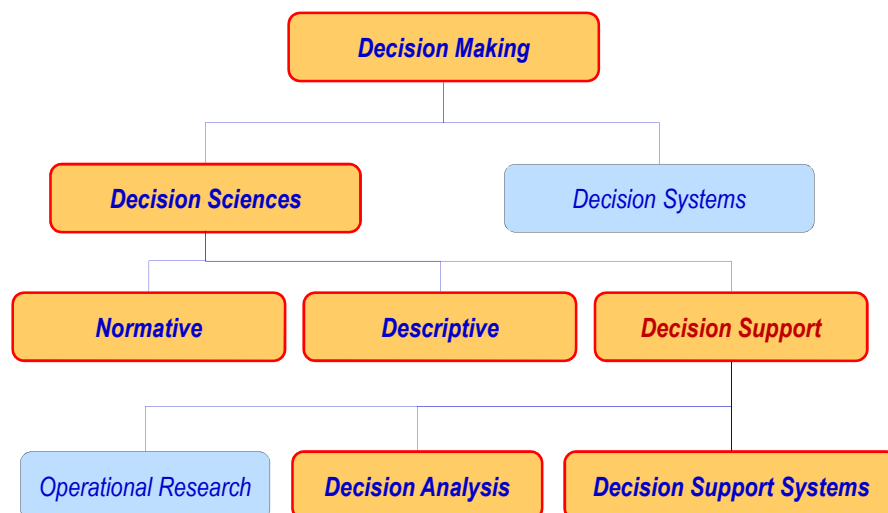 Decision Making
Decision Sciences
Decision Systems
Normative
Descriptive
Decision Support
Operational Research
Decision Analysis
Decision Support Systems